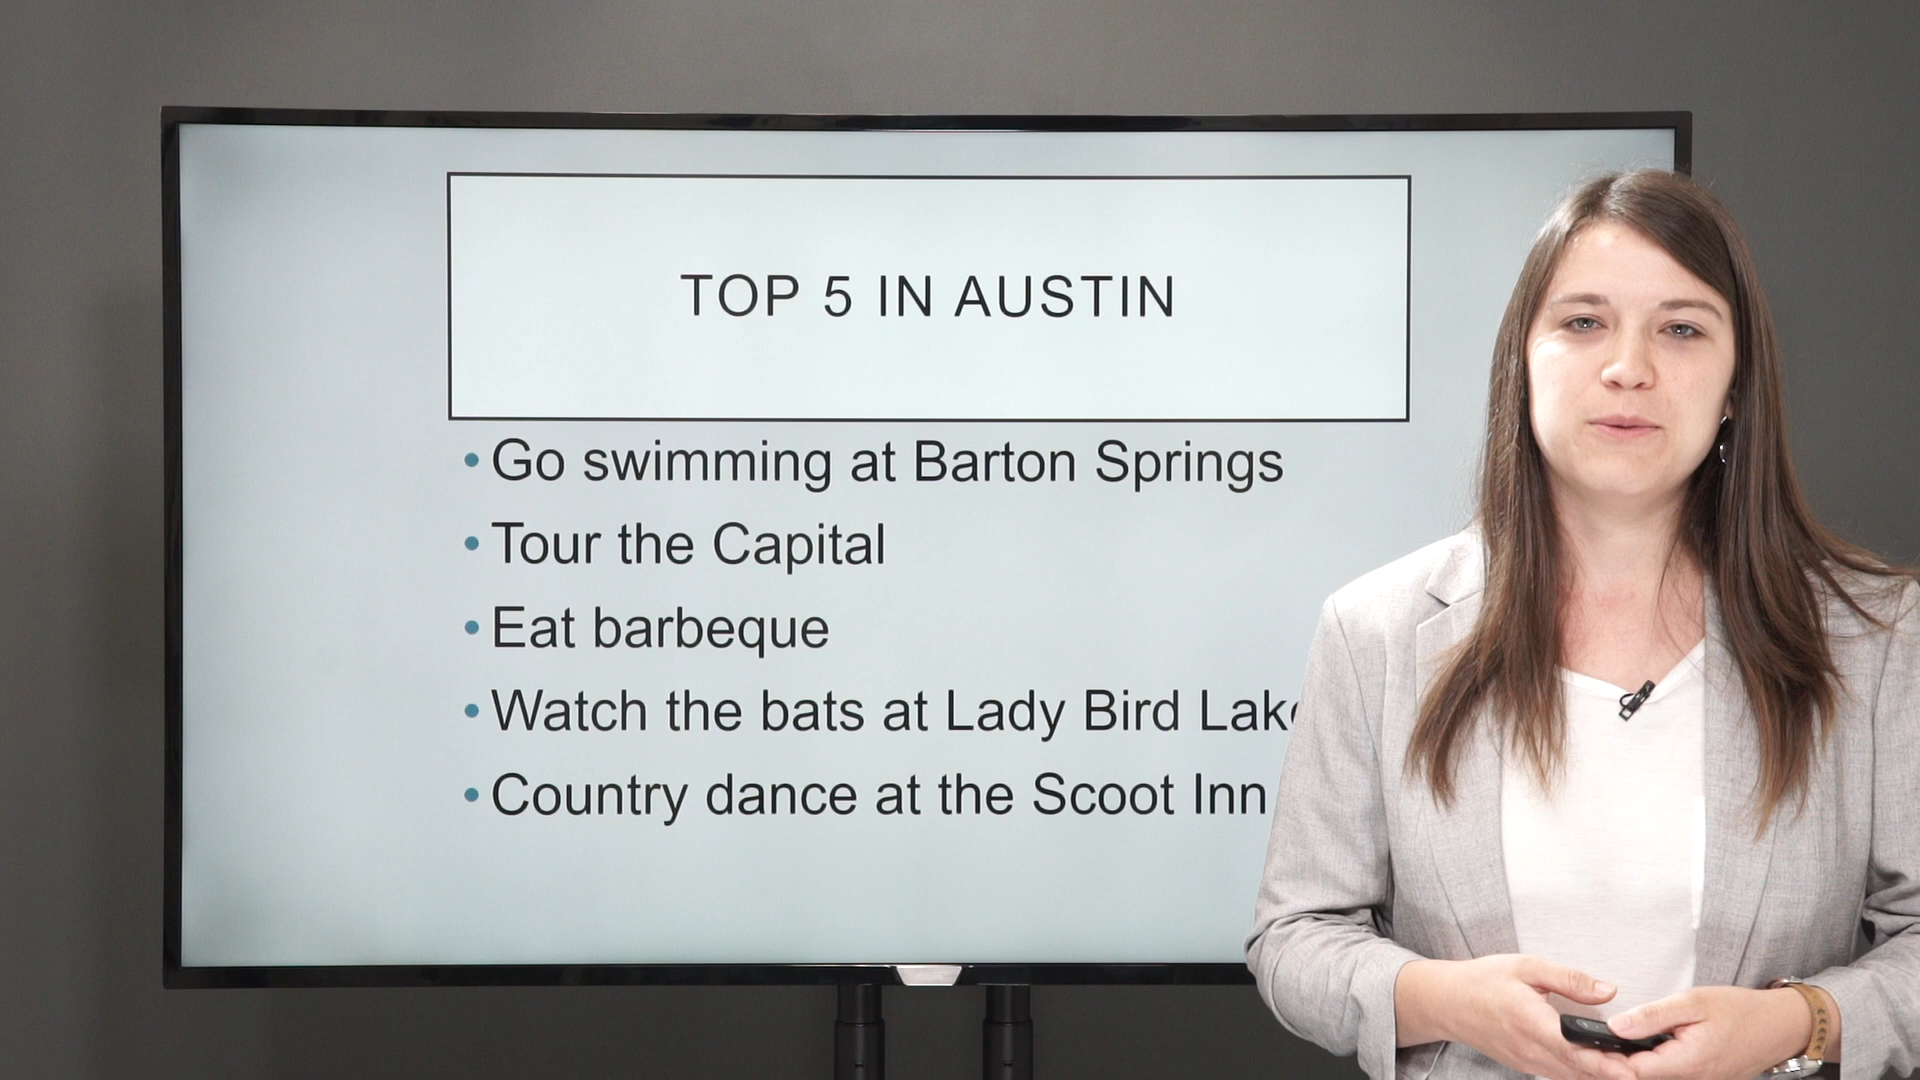 TOP 5 IN AUSTIN
• Go swimming at Barton Springs
• Tour the Capital
• Eat barbeque
• Watch the bats at Lady Bird
• Country dance at the Scoot Inn